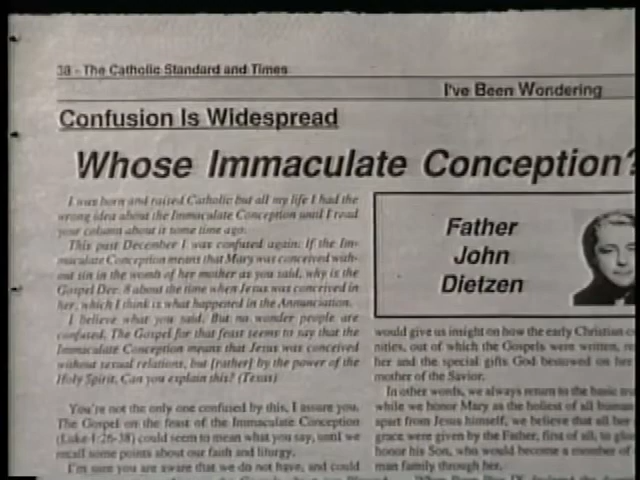 38 - The Catholic Standard and Times
I've Been Wondering
Confusion Is Widespread
Whose Immaculate Conception?
I was born and raised Catholic but all my life I had the
wrong idea about the Immaculate Conception until I read
your column about it some time ago.
This past December I was confused again. If the Im-
maculate Conception means that Mary was conceived with-
out sin in the womb of her mother as you said, why is the
Gospel Dec. 8 about the time when Jesus was conceived in
her, which I think is what happened in the Annunciation.
I believe what you said. But no wonder people are
confused. The Gospel for that feast seems to say that the
Immaculate Conception means that Jesus was conceived
without sexual relations, but [rather] by the power of the
Holy Spirit. Can you explain this? (Texas)
You're not the only one confused by this, I assure you.
The Gospel on the feast of the Immaculate Conception
(Luke 1:26-38) could seem to mean what you say, until we
recall some points about our faith and liturgy.
I'm sure you are aware that we do not have, and could
Father
John
Dietzen
would give us insight on how the early Christian
nities, out of which the Gospels were written,
her and the special gifts God bestowed on her
mother of the Savior.
In other words, we always return to the basic
while we honor Mary as the holiest of all human
apart from Jesus himself, we believe that all her
grace were given by the Father, first of all, to
honor his Son, who would become a member of
man family through her.